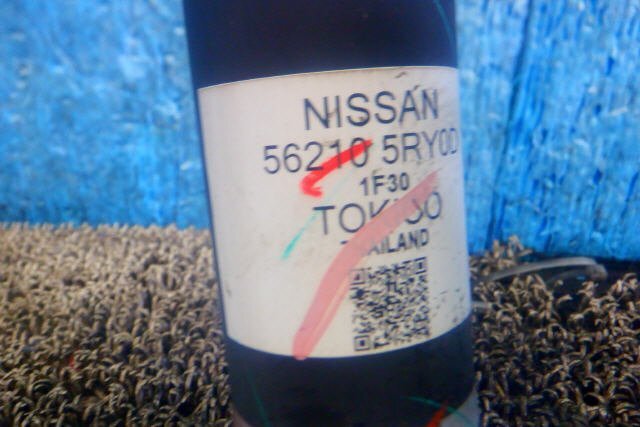 NISSAN
56210 5RY0D
1F30
TOKICO
THAILAND